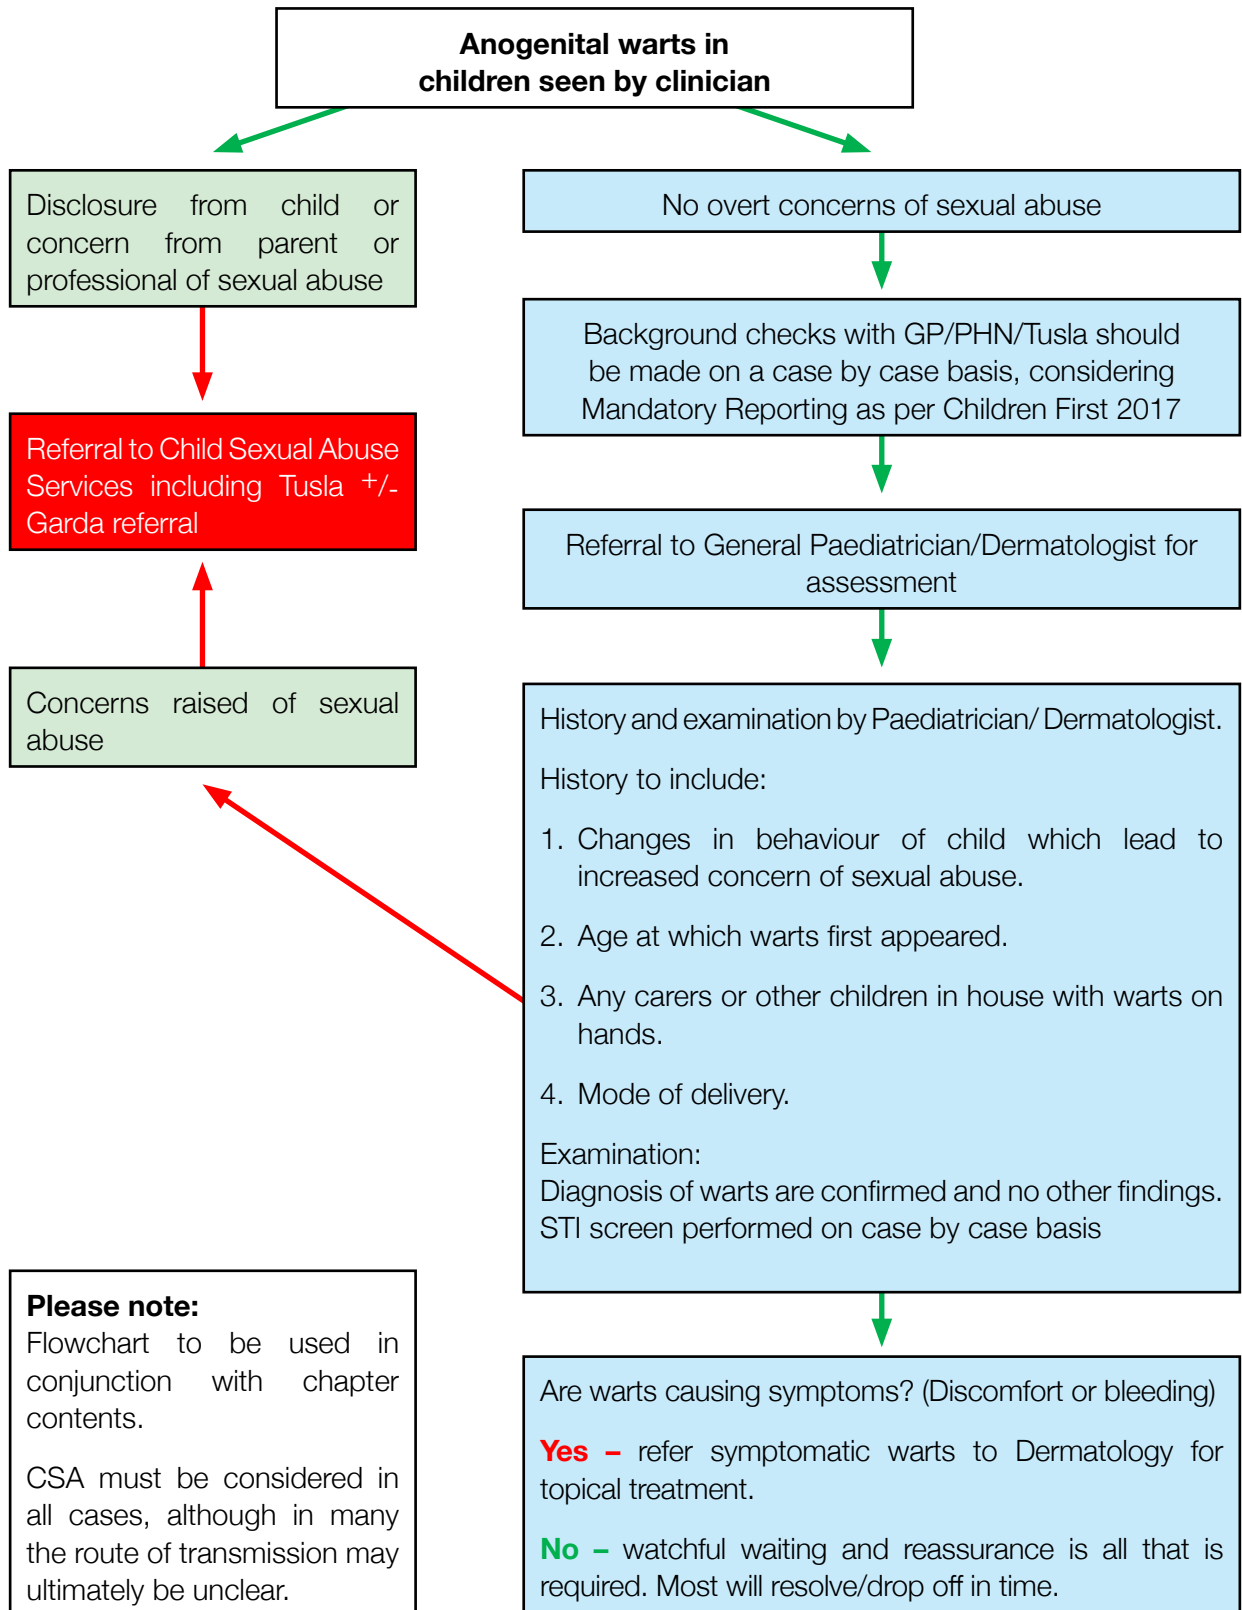 Anogenital warts in
children seen by clinician
Disclosure from child or
concern from parent or
professional of sexual abuse
Referral to Child Sexual Abuse
Services including Tusla +/-
Garda referral
Concerns raised of sexual
abuse
No overt concerns of sexual abuse
Background checks with GP/PHN/Tusla should
be made on a case by case basis, considering
Mandatory Reporting as per Children First 2017
Referral to General Paediatrician/Dermatologist for
assessment
History and examination by Paediatrician/ Dermatologist.
History to include:
1. Changes in behaviour of child which lead to
increased concern of sexual abuse.
2. Age at which warts first appeared.
3. Any carers or other children in house with warts on
hands.
4. Mode of delivery.
Examination:
Diagnosis of warts are confirmed and no other findings.
STI screen performed on case by case basis
Are warts causing symptoms? (Discomfort or bleeding)
Yes – refer symptomatic warts to Dermatology for
topical treatment.
No – watchful waiting and reassurance is all that is
required. Most will resolve/drop off in time.
Please note:
Flowchart to be used in
conjunction with chapter
contents.
CSA must be considered in
all cases, although in many
the route of transmission may
ultimately be unclear.